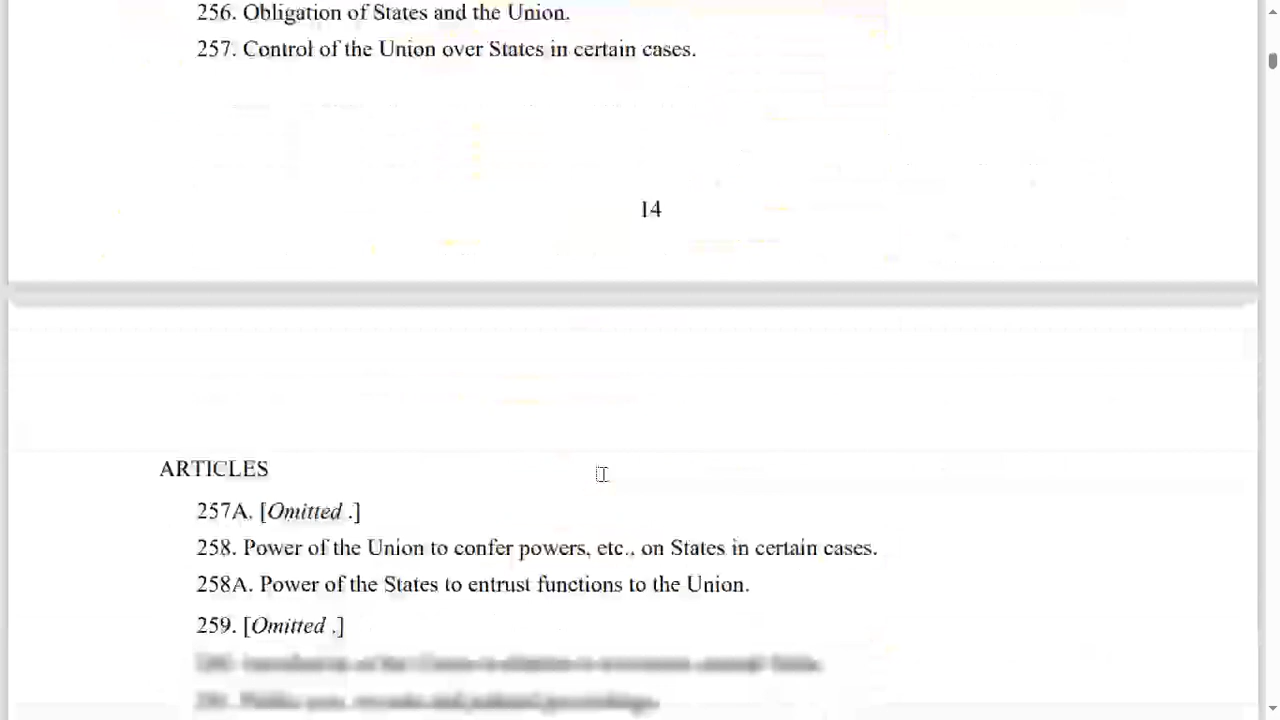 256. Obligation of States and the Union.
257. Control of the Union over States in certain cases.
14
ARTICLES
257A. [Omitted .]
258. Power of the Union to confer powers, etc., on States in certain cases.
258A. Power of the States to entrust functions to the Union.
259. [Omitted .]